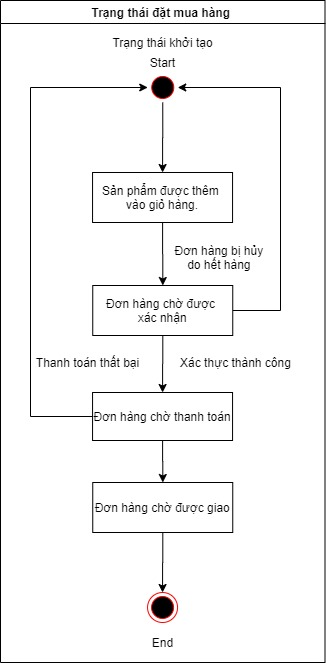 Trạng thái đặt mua hàng
Trạng thái khởi tạo
Start
Sản phẩm được thêm
vào giỏ hàng.
Đơn hàng bị hủy
do hết hàng
Đơn hàng chờ được
xác nhận
Thanh toán thất bại
Xác thực thành công
Đơn hàng chờ thanh toán
Đơn hàng chờ được giao
End